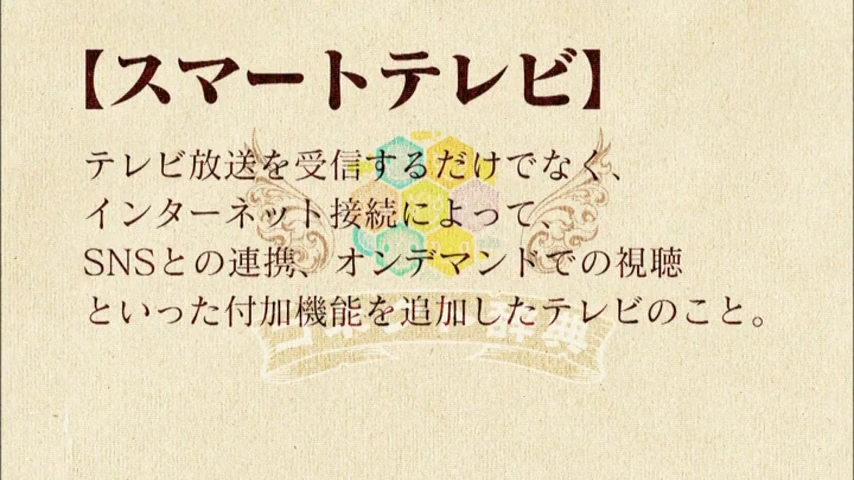 【スマートテレビ】
テレビ放送を受信するだけでなく、
インターネット接続によって、
SNSとの連携、オンデマンドでの視聴
といった付加機能を追加したテレビのこと。
辞典